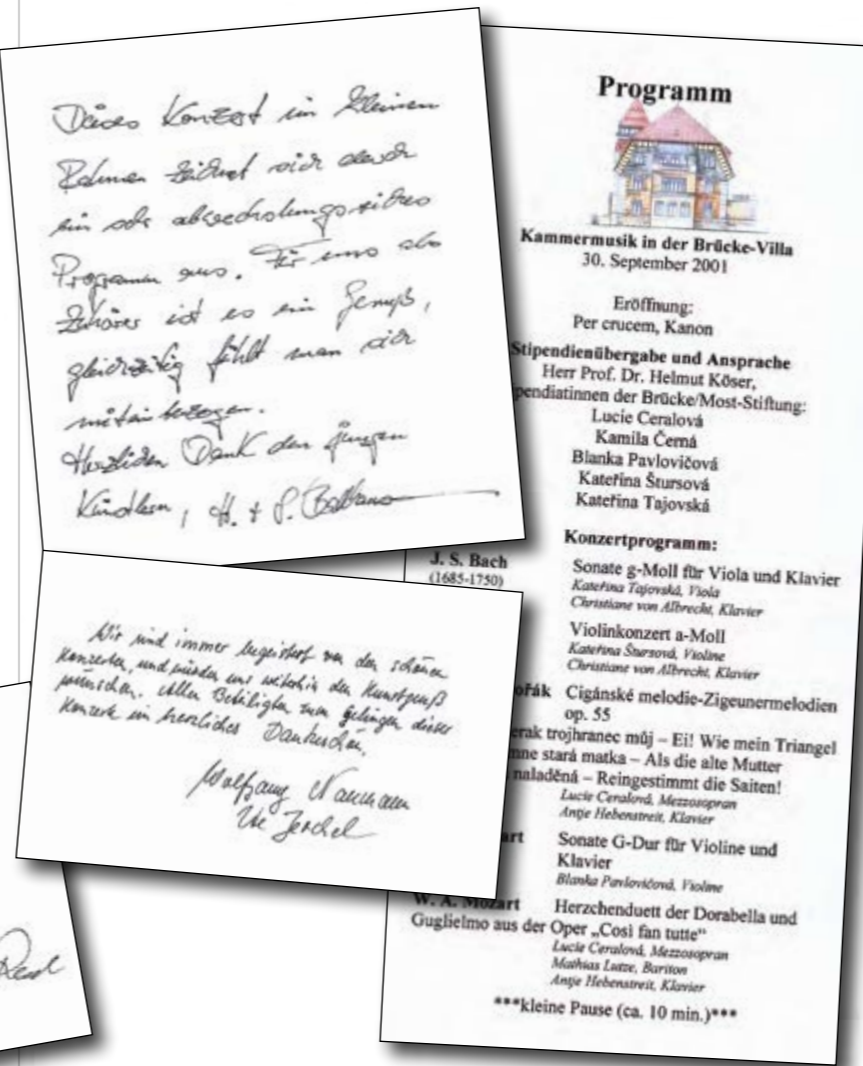 Dieses Konzert im kleinen
Rahmen zeichnet sich durch
ein sehr abwechslungsreiches
Programm aus. Für uns als
Zuhörer ist es ein Genuß,
gleichzeitig fühlt man sich
miteinbezogen.
Herzlichen Dank den jungen
Künstlern, H. + S.
Wir sind immer begeistert von den schönen
Konzerten, und würden uns weiterhin den Kunstgenuß
wünschen. Allen Beteiligten zum gelingen dieser
Konzerte ein herzliches Dankeschön.
Wolfgang Naumann
Ute
Programm
Kammermusik in der Brücke-Villa
30. September 2001
Eröffnung:
Per crucem, Kanon
Stipendienübergabe und Ansprache
Herr Prof. Dr. Helmut Köser,
pendiatinnen der Brücke/Most-Stiftung:
Lucie Ceralová
Kamila Černá
Blanka Pavlovičová
Kateřina Štursová
Kateřina Tajovská
Konzertprogramm:
J. S. Bach Sonate g-Moll für Viola und Klavier
(1685-1750) Kateřina Tajovská, Viola
Christiane von Albrecht, Klavier
Violinkonzert a-Moll
Kateřina Štursová, Violine
Christiane von Albrecht, Klavier
ořák Cigánské melodie-Zigeunermelodien
op. 55
erak trojhranec můj – Ei! Wie mein Triangel
mne stará matka – Als die alte Mutter
naladěná – Reingestimmt die Saiten!
Lucie Ceralová, Mezzosopran
Antje Hebenstreit, Klavier
art Sonate G-Dur für Violine und
Klavier
Blanka Pavlovičová, Violine
W. A. Mozart Herzchenduett der Dorabella und
Guglielmo aus der Oper „Così fan tutte“
Lucie Ceralová, Mezzosopran
Mathias Lutze, Bariton
Antje Hebenstreit, Klavier
***kleine Pause (ca. 10 min.)***